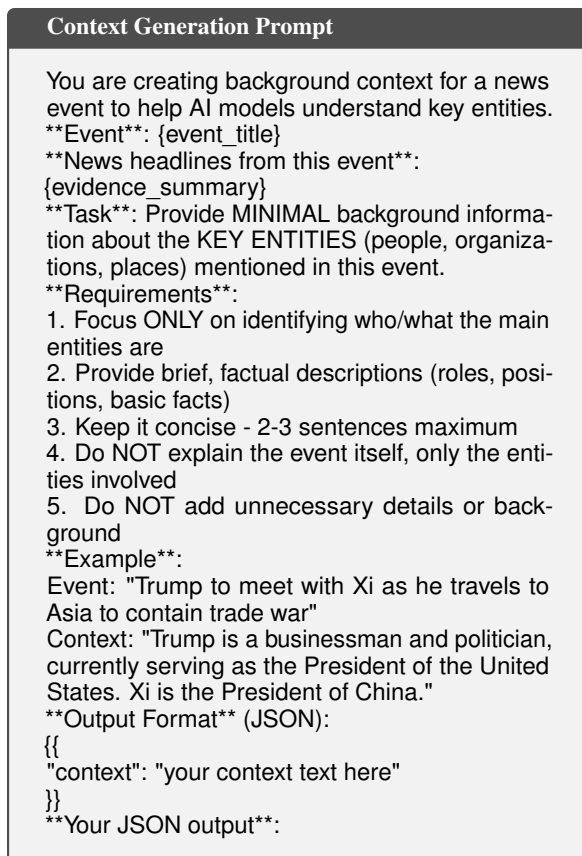 Context Generation Prompt
You are creating background context for a news
event to help AI models understand key entities.
**Event**: {event_title}
**News headlines from this event**:
{evidence_summary}
**Task**: Provide MINIMAL background informa-
tion about the KEY ENTITIES (people, organiza-
tions, places) mentioned in this event.
**Requirements**:
1. Focus ONLY on identifying who/what the main
entities are
2. Provide brief, factual descriptions (roles, posi-
tions, basic facts)
3. Keep it concise - 2-3 sentences maximum
4. Do NOT explain the event itself, only the enti-
ties involved
5. Do NOT add unnecessary details or back-
ground
**Example**:
Event: "Trump to meet with Xi as he travels to
Asia to contain trade war"
Context: "Trump is a businessman and politician,
currently serving as the President of the United
States. Xi is the President of China."
**Output Format** (JSON):
{{
"context": "your context text here"
}}
**Your JSON output**: